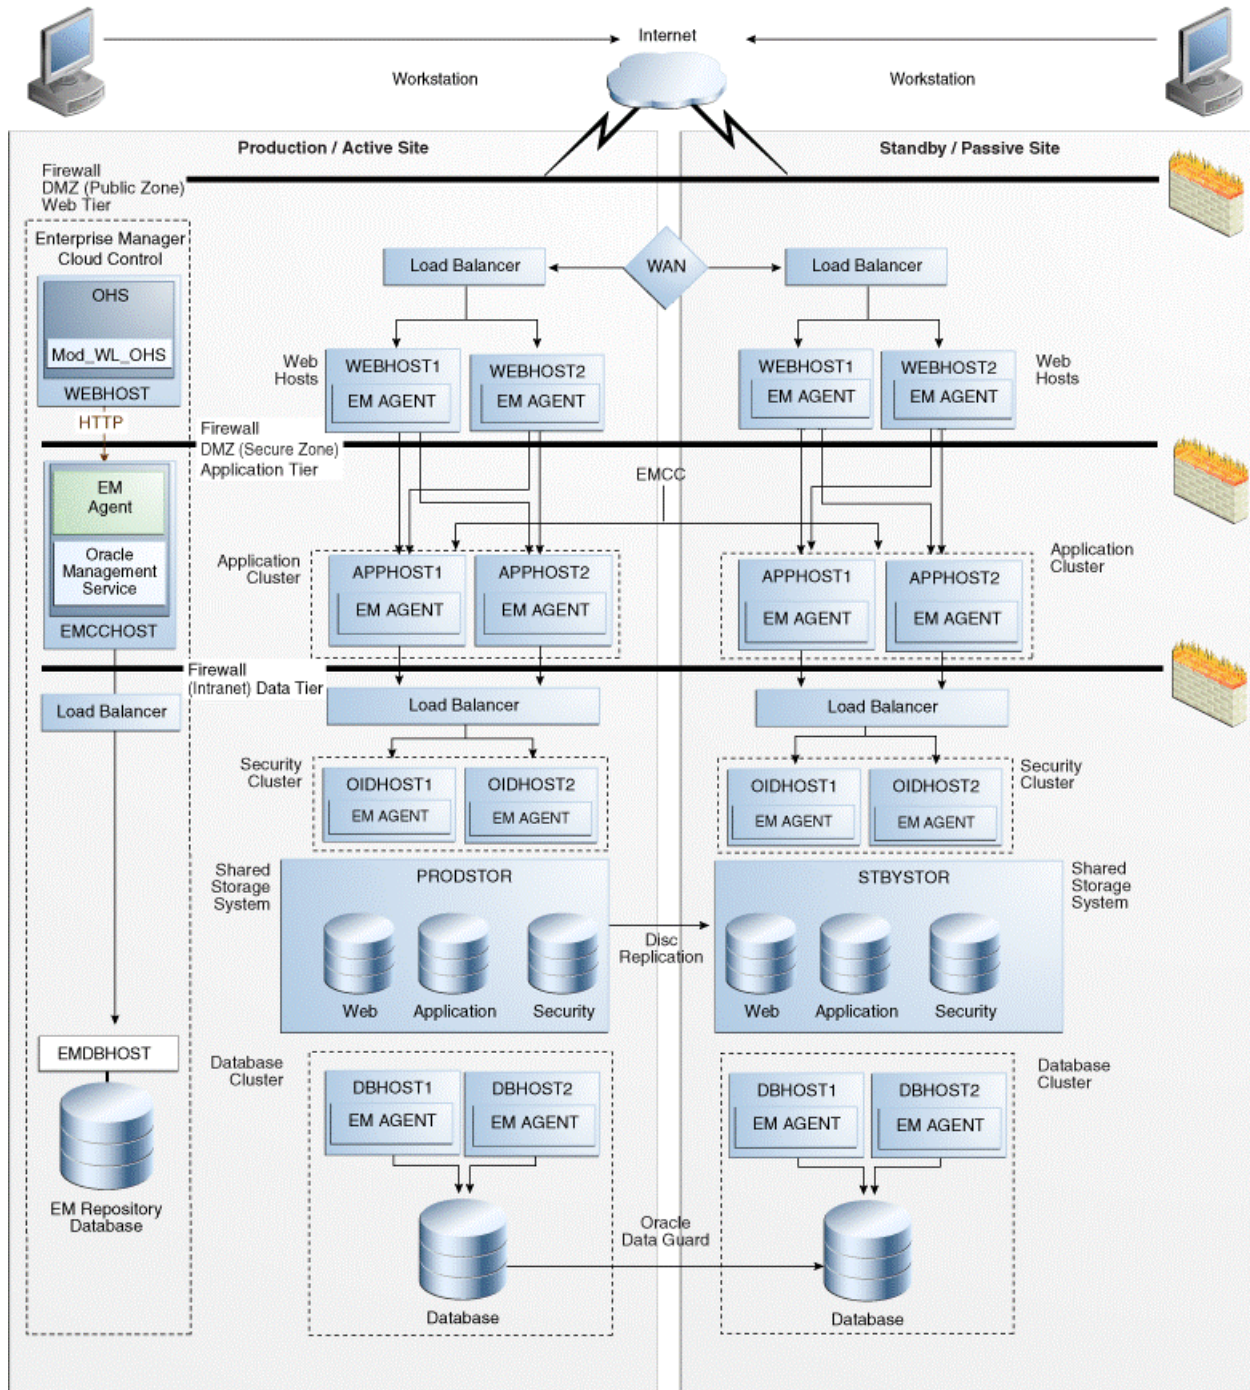 Internet
Workstation
Workstation
Production / Active Site
Standby / Passive Site
Firewall
DMZ (Public Zone)
Web Tier
Enterprise Manager
Cloud Control
OHS
Mod_WL_OHS
WEBHOST
HTTP
Load Balancer
WAN
Load Balancer
Web
Hosts
WEBHOST1
EM AGENT
WEBHOST2
EM AGENT
WEBHOST1
EM AGENT
WEBHOST2
EM AGENT
Web
Hosts
Firewall
DMZ (Secure Zone)
Application Tier
EMCC
EM
Agent
Oracle
Management
Service
EMCCHOST
Application
Cluster
APPHOST1
EM AGENT
APPHOST2
EM AGENT
APPHOST1
EM AGENT
APPHOST2
EM AGENT
Application
Cluster
Firewall
(Intranet) Data Tier
Load Balancer
Load Balancer
Load Balancer
Security
Cluster
OIDHOST1
EM AGENT
OIDHOST2
EM AGENT
OIDHOST1
EM AGENT
OIDHOST2
EM AGENT
Security
Cluster
Shared
Storage
System
PRODSTOR
Web
Application
Security
Disc
Replication
STBYSTOR
Web
Application
Security
Shared
Storage
System
EMDBHOST
EM Repository
Database
Database
Cluster
DBHOST1
EM AGENT
DBHOST2
EM AGENT
DBHOST1
EM AGENT
DBHOST2
EM AGENT
Database
Cluster
Oracle
Data Guard
Database
Database